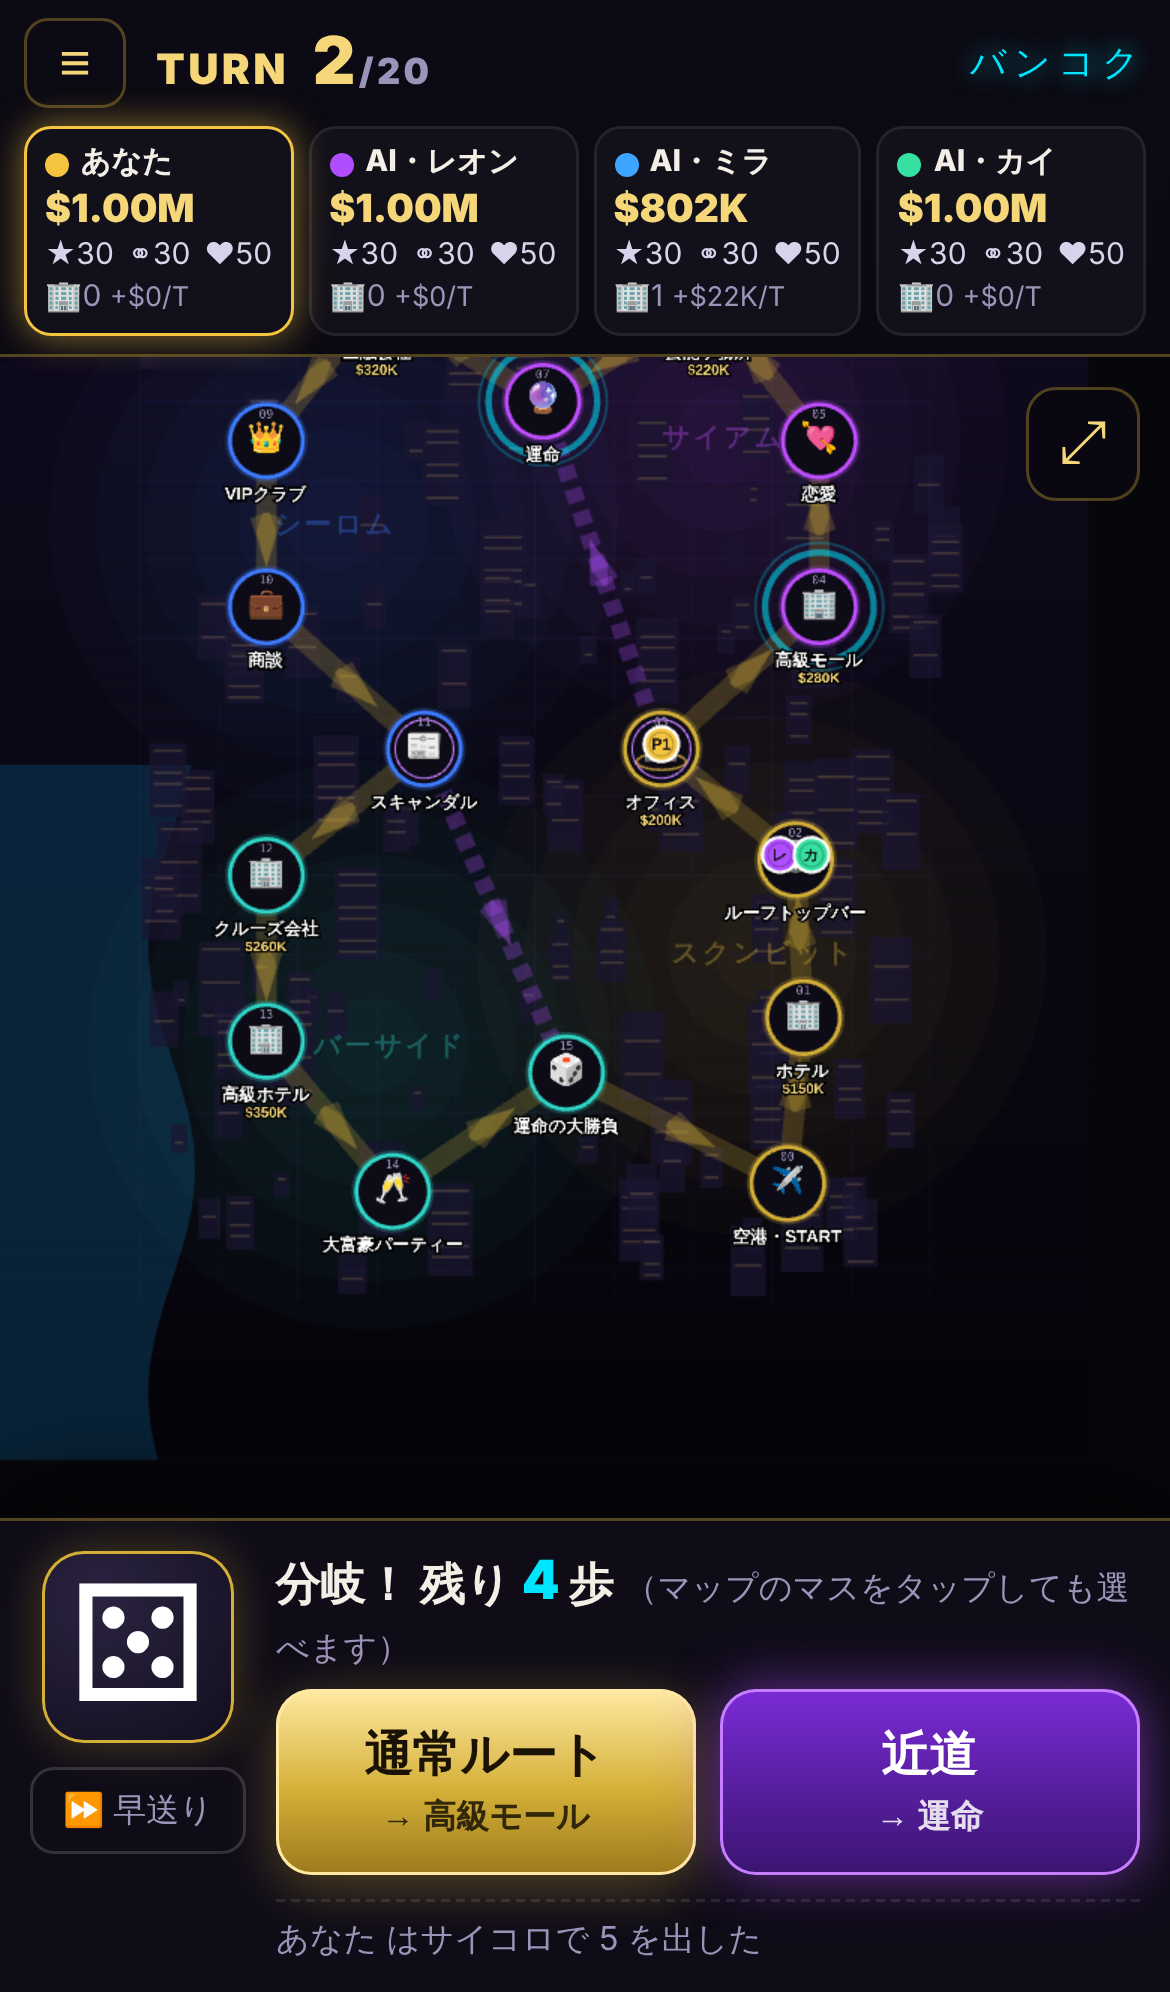 ≡ TURN 2/20 バンコク
あなた
$1.00M
★30 ⚭30 ♥50
🏢0 +$0/T
AI・レオン
$1.00M
★30 ⚭30 ♥50
🏢0 +$0/T
AI・ミラ
$802K
★30 ⚭30 ♥50
🏢1 +$22K/T
AI・カイ
$1.00M
★30 ⚭30 ♥50
🏢0 +$0/T
$320K
$220K
07
運命
09
VIPクラブ
サイアム
05
恋愛
シーロム
10
商談
04
高級モール
$280K
11
スキャンダル
P1
オフィス
$200K
12
クルーズ会社
$260K
02
レ カ
ルーフトップバー
スクンビット
13
高級ホテル
$350K
バーサイド
15
運命の大勝負
01
ホテル
$150K
14
大富豪パーティー
00
空港・START
分岐！ 残り 4 歩 （マップのマスをタップしても選
べます）
通常ルート
→ 高級モール
近道
→ 運命
⏩ 早送り
あなた はサイコロで 5 を出した